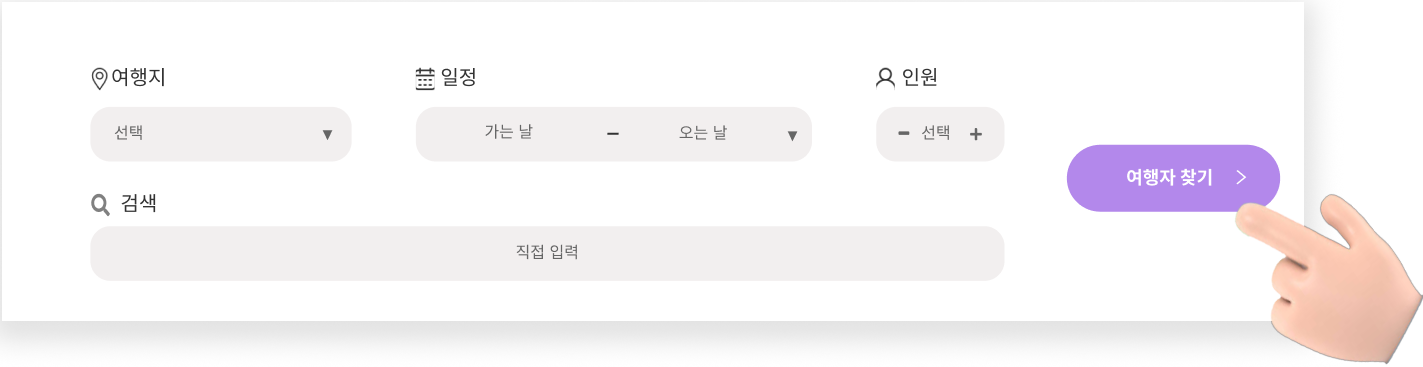 여행지
일정
인원
선택 ▼
가는 날 – 오는 날 ▼
- 선택 +
여행자 찾기 >
검색
직접 입력